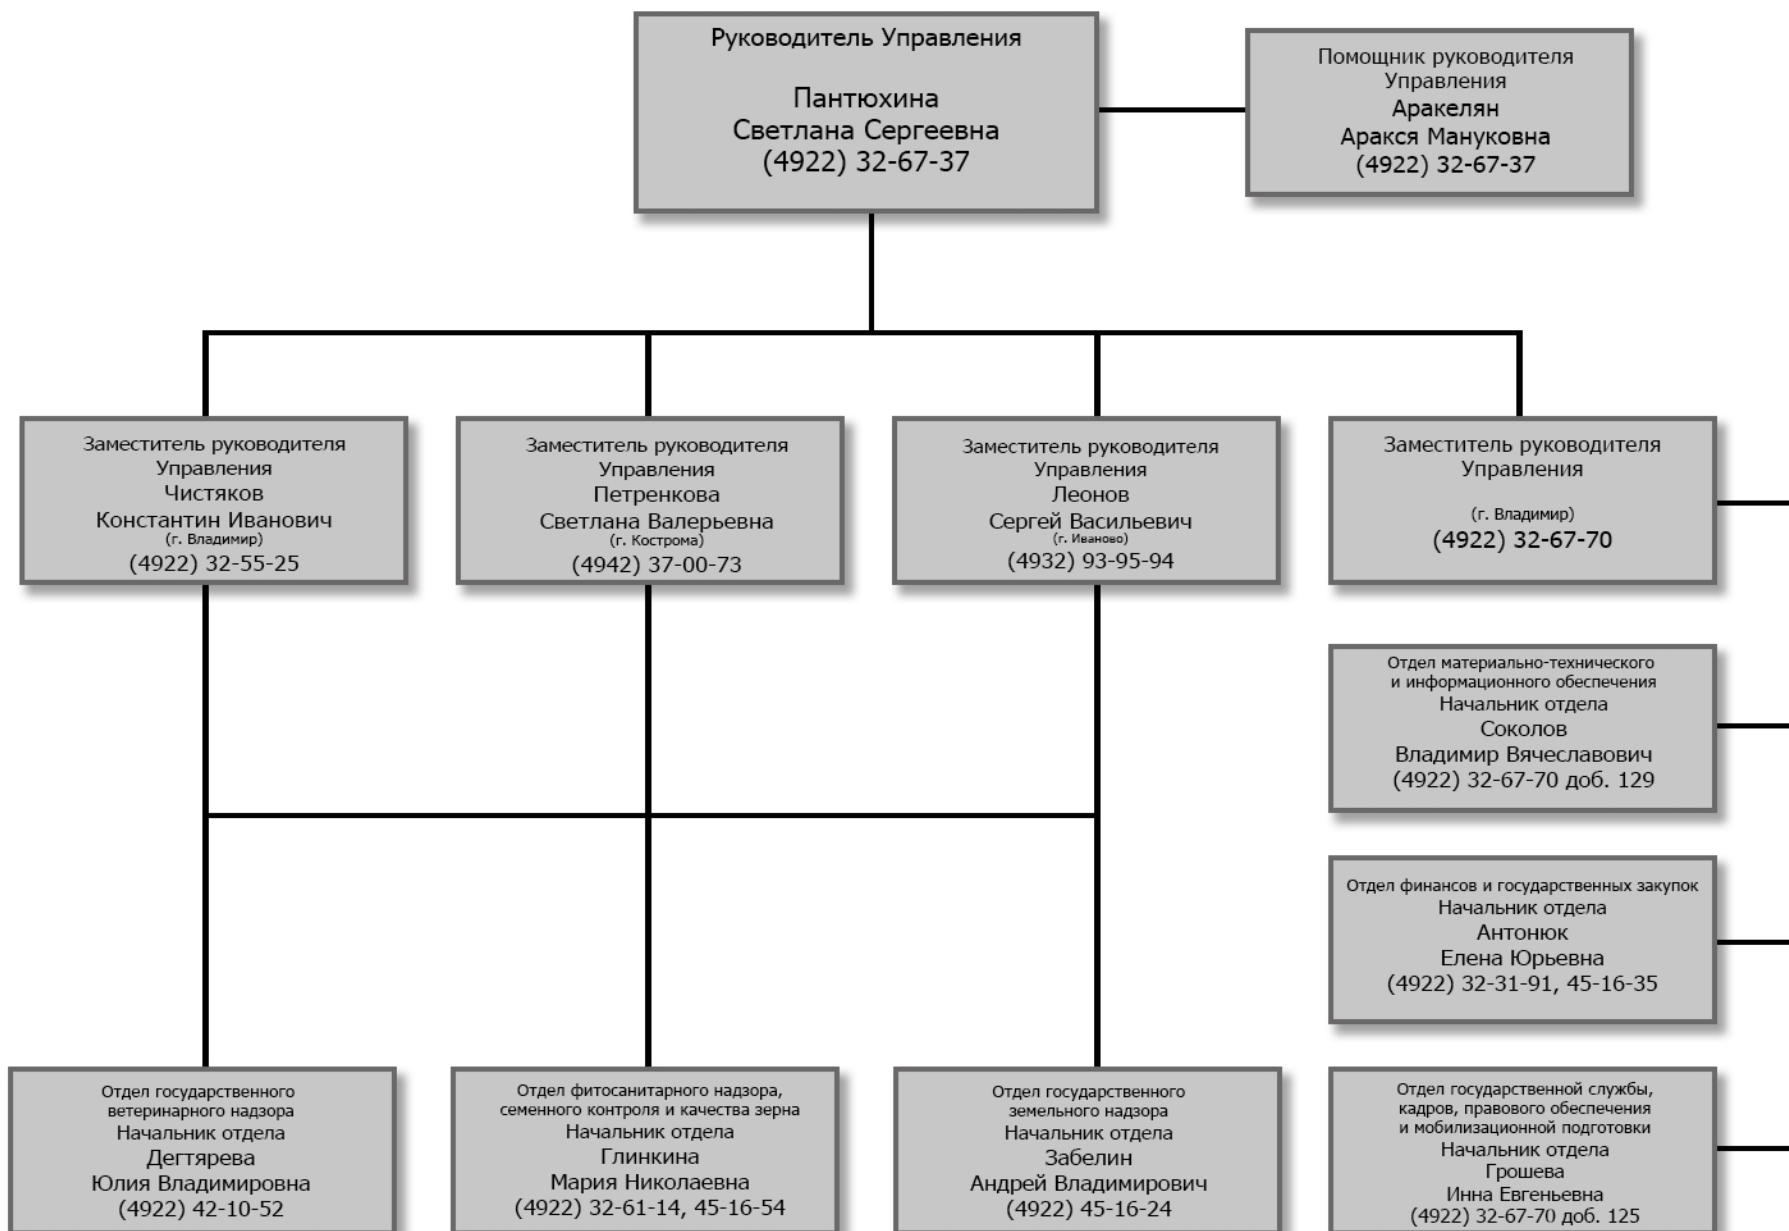 Руководитель Управления
Пантюхина
Светлана Сергеевна
(4922) 32-67-37
Помощник руководителя
Управления
Аракелян
Аракся Мануковна
(4922) 32-67-37
Заместитель руководителя
Управления
Чистяков
Константин Иванович
(г. Владимир)
(4922) 32-55-25
Заместитель руководителя
Управления
Петренкова
Светлана Валерьевна
(г. Кострома)
(4942) 37-00-73
Заместитель руководителя
Управления
Леонов
Сергей Васильевич
(г. Иваново)
(4932) 93-95-94
Заместитель руководителя
Управления
(г. Владимир)
(4922) 32-67-70
Отдел материально-технического
и информационного обеспечения
Начальник отдела
Соколов
Владимир Вячеславович
(4922) 32-67-70 доб. 129
Отдел финансов и государственных закупок
Начальник отдела
Антонюк
Елена Юрьевна
(4922) 32-31-91, 45-16-35
Отдел государственного
ветеринарного надзора
Начальник отдела
Дегтярева
Юлия Владимировна
(4922) 42-10-52
Отдел фитосанитарного надзора,
семенного контроля и качества зерна
Начальник отдела
Глинкина
Мария Николаевна
(4922) 32-61-14, 45-16-54
Отдел государственного
земельного надзора
Начальник отдела
Забелин
Андрей Владимирович
(4922) 45-16-24
Отдел государственной службы,
кадров, правового обеспечения
и мобилизационной подготовки
Начальник отдела
Грошева
Инна Евгеньевна
(4922) 32-67-70 доб. 125